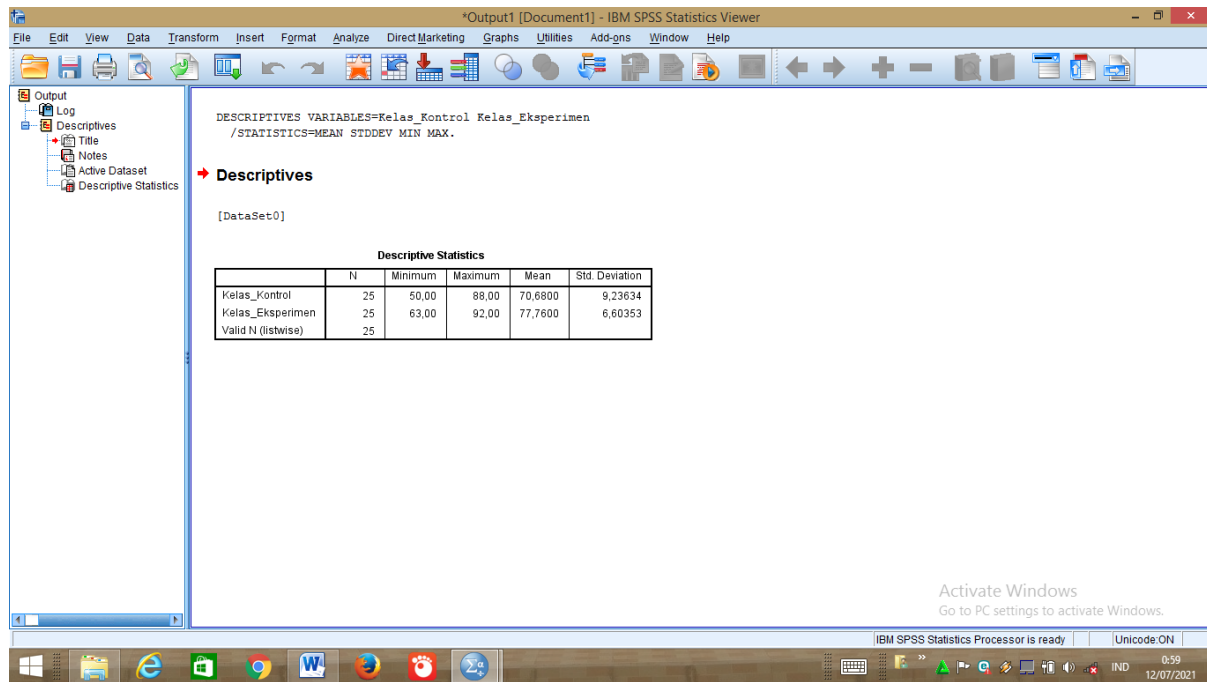 *Output1 [Document1] - IBM SPSS Statistics Viewer
File Edit View Data Transform Insert Format Analyze Direct Marketing Graphs Utilities Add-ons Window Help
Output
Log
Descriptives
Title
Notes
Active Dataset
Descriptive Statistics
DESCRIPTIVES VARIABLES=Kelas_Kontrol Kelas_Eksperimen
/STATISTICS=MEAN STDDEV MIN MAX.
Descriptives
[DataSet0]
Descriptive Statistics
N Minimum Maximum Mean Std. Deviation
Kelas_Kontrol 25 50,00 88,00 70,6800 9,23634
Kelas_Eksperimen 25 63,00 92,00 77,7600 6,60353
Valid N (listwise) 25
Activate Windows
Go to PC settings to activate Windows.
IBM SPSS Statistics Processor is ready Unicode:ON
IND 0:59
12/07/2021